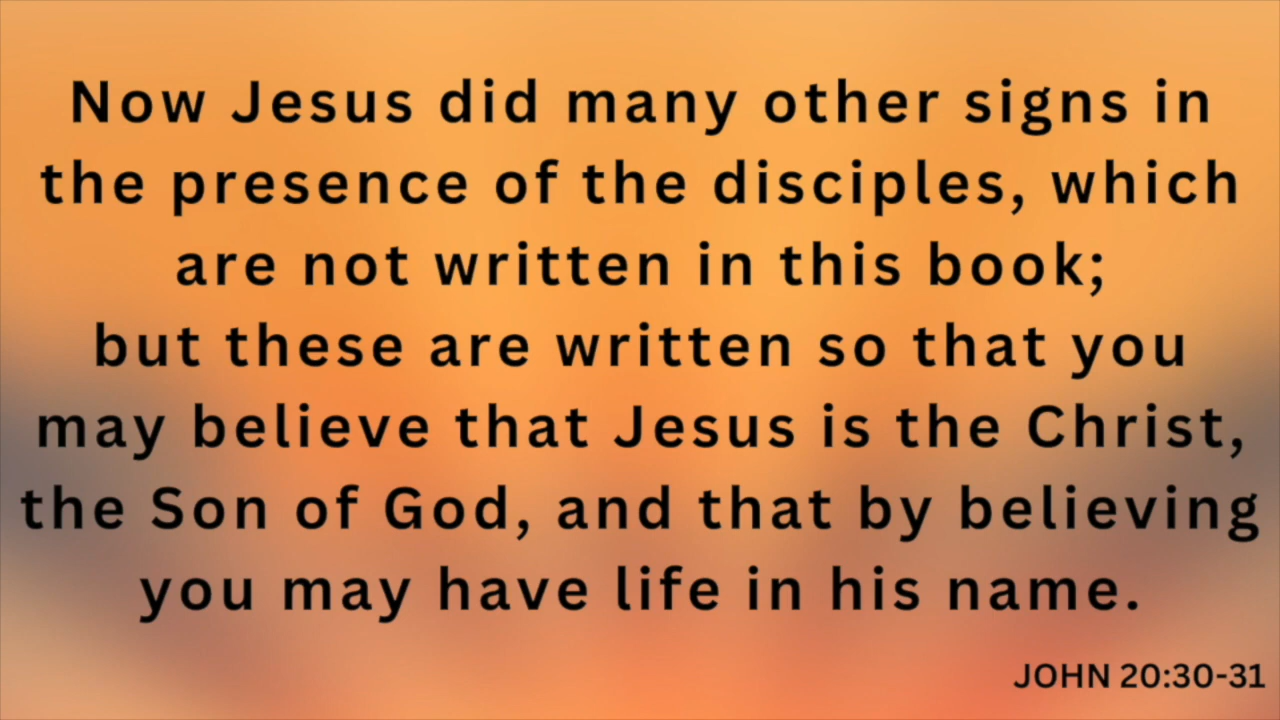 Now Jesus did many other signs in
the presence of the disciples, which
are not written in this book;
but these are written so that you
may believe that Jesus is the Christ,
the Son of God, and that by believing
you may have life in his name.
JOHN 20:30-31